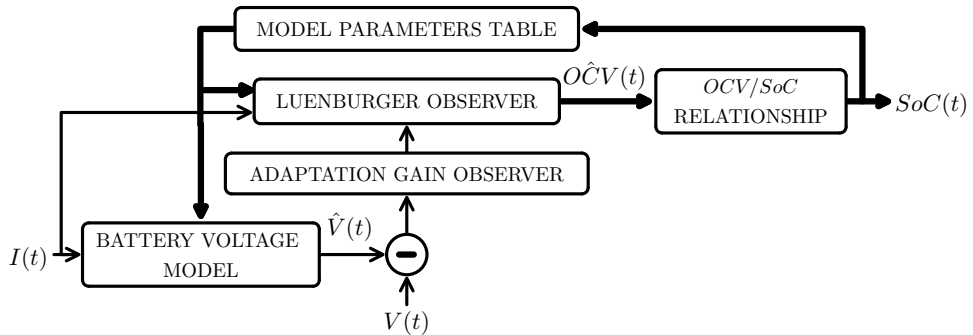 MODEL PARAMETERS TABLE
OĈV(t)
LUENBURGER OBSERVER
OCV/SoC
RELATIONSHIP
SoC(t)
ADAPTATION GAIN OBSERVER
V̂(t)
I(t)
BATTERY VOLTAGE
MODEL
V(t)